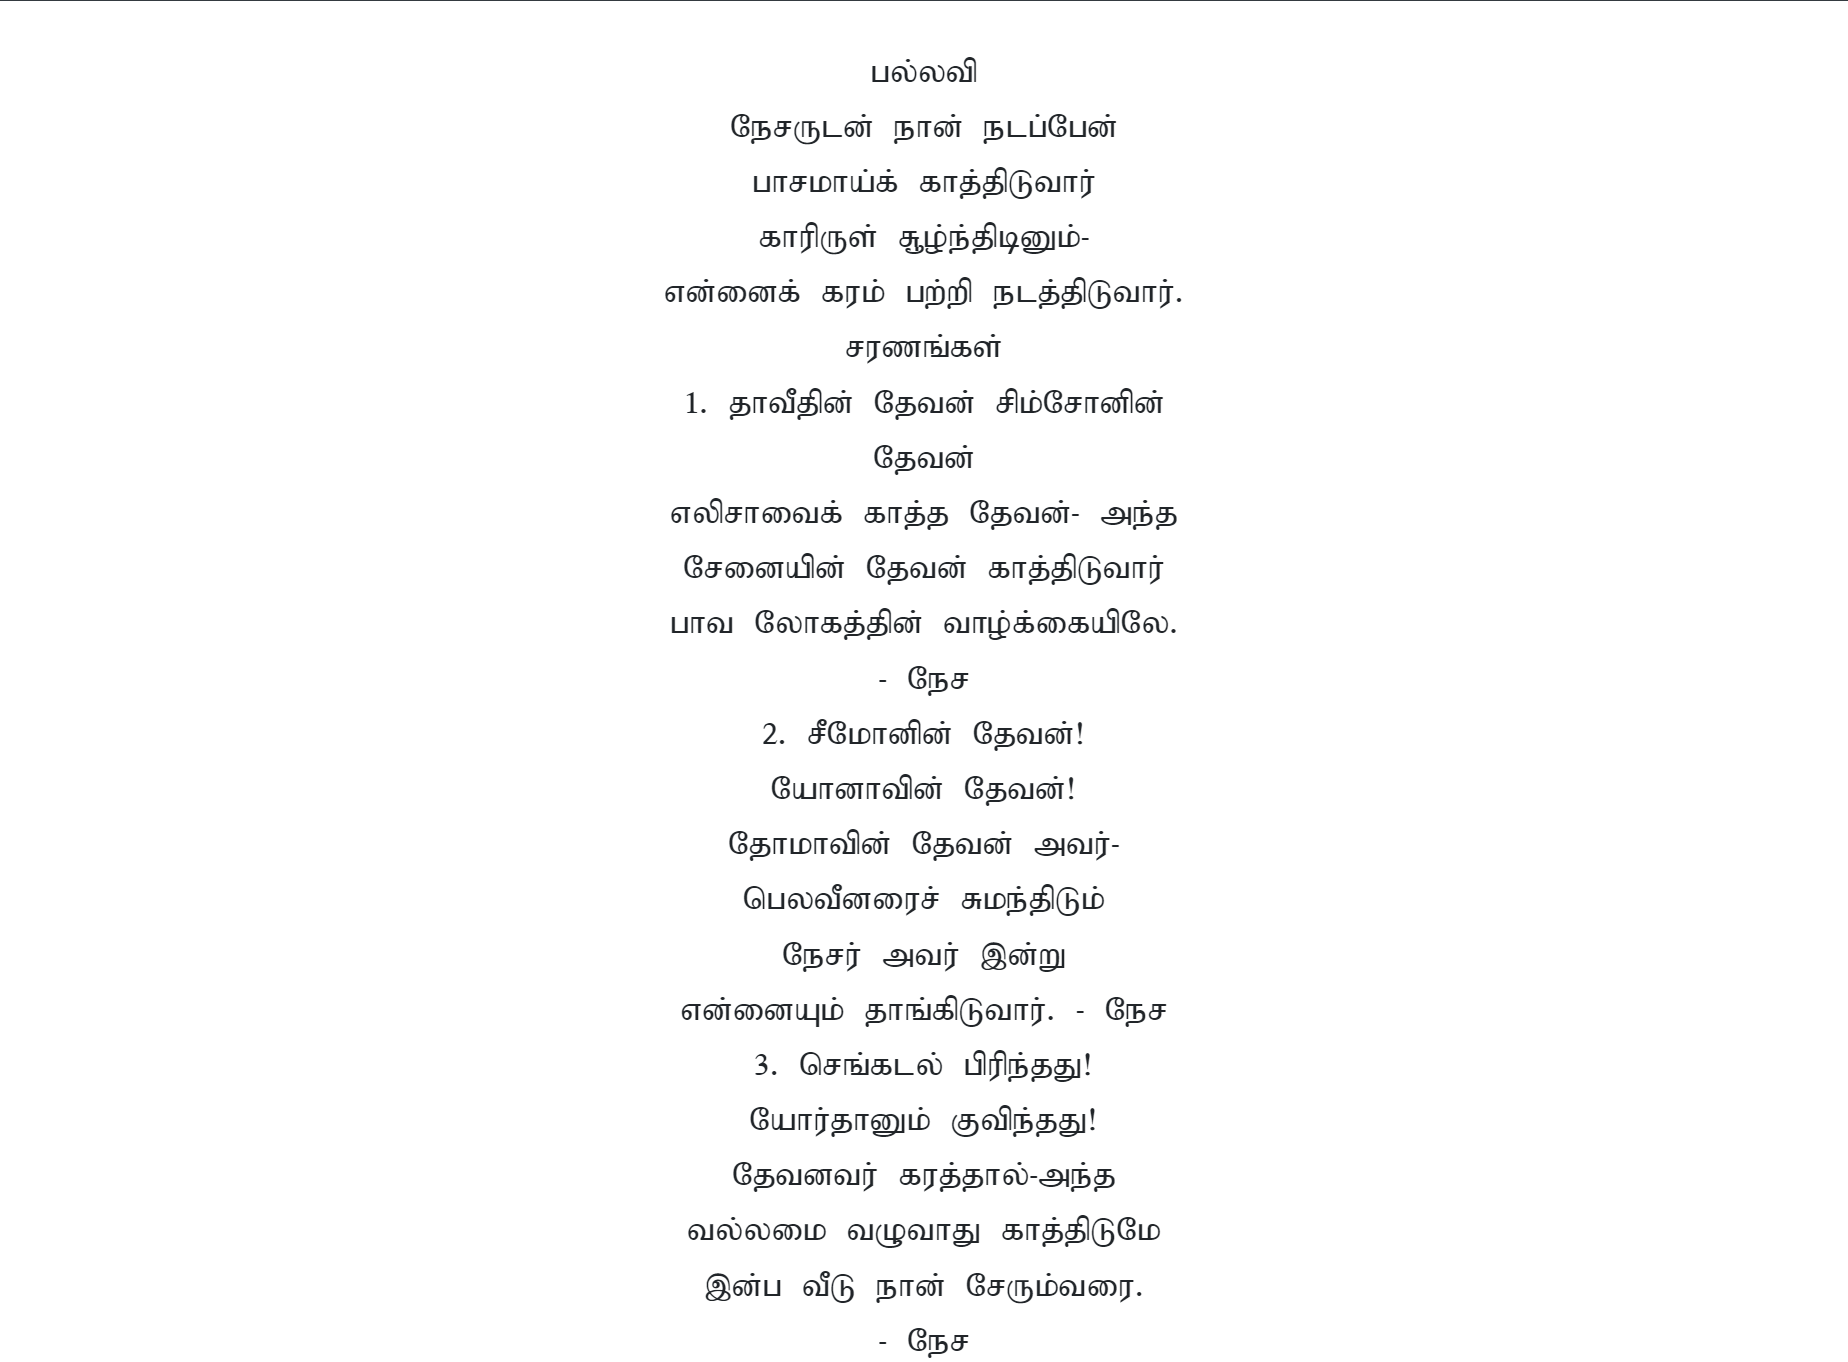 பல்லவி
நேசருடன் நான் நடப்பேன்
பாசமாய்க் காத்திடுவார்
காரிருள் சூழ்ந்திடினும்-
என்னைக் கரம் பற்றி நடத்திடுவார்.
சரணங்கள்
1. தாவீதின் தேவன் சிம்சோனின்
தேவன்
எலிசாவைக் காத்த தேவன்- அந்த
சேனையின் தேவன் காத்திடுவார்
பாவ லோகத்தின் வாழ்க்கையிலே.
- நேச
2. சீமோனின் தேவன்!
யோனாவின் தேவன்!
தோமாவின் தேவன் அவர்-
பெலவீனரைச் சுமந்திடும்
நேசர் அவர் இன்று
என்னையும் தாங்கிடுவார். - நேச
3. செங்கடல் பிரிந்தது!
யோர்தானும் குவிந்தது!
தேவனவர் கரத்தால்-அந்த
வல்லமை வழுவாது காத்திடுமே
இன்ப வீடு நான் சேரும்வரை.
- நேச